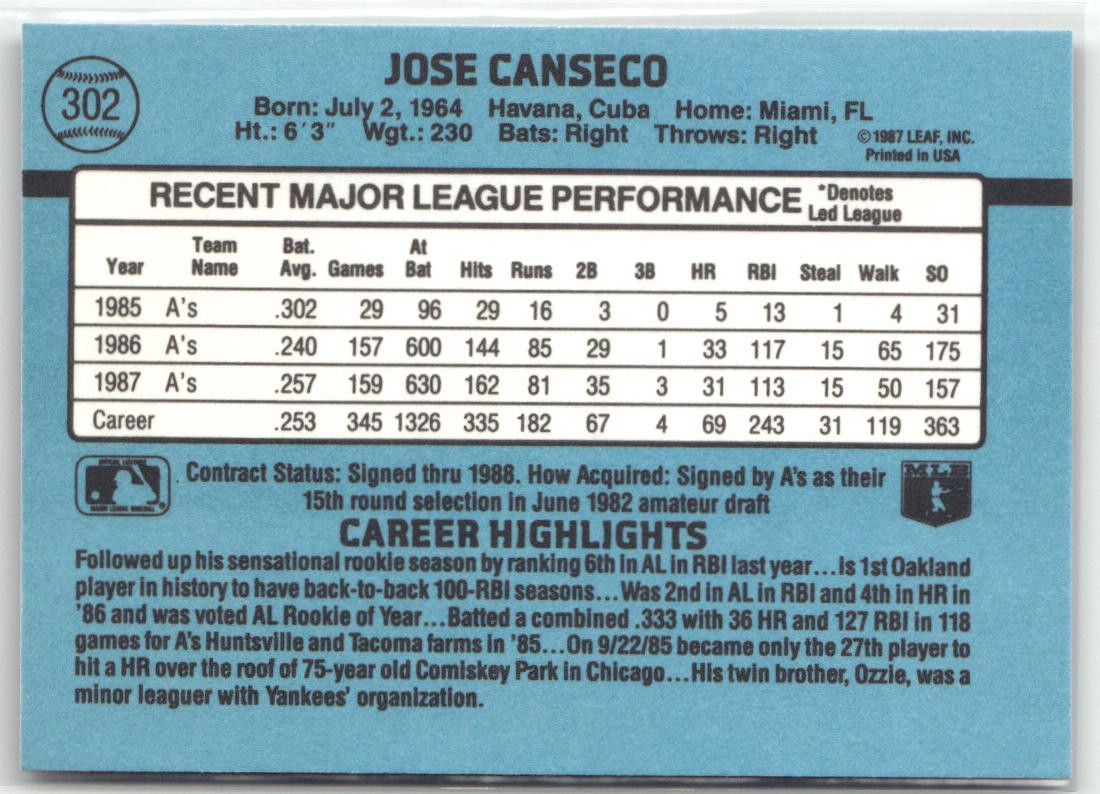 302
JOSE CANSECO
Born: July 2, 1964 Havana, Cuba Home: Miami, FL
Ht.: 6'3" Wgt.: 230 Bats: Right Throws: Right
©1987 LEAF, INC.
Printed in USA
RECENT MAJOR LEAGUE PERFORMANCE
*Denotes
Led League
Year Team Name Bat. Avg. Games At Bat Hits Runs 2B 3B HR RBI Steal Walk SO
1985 A's .302 29 96 29 16 3 0 5 13 1 4 31
1986 A's .240 157 600 144 85 29 1 33 117 15 65 175
1987 A's .257 159 630 162 81 35 3 31 113 15 50 157
Career .253 345 1326 335 182 67 4 69 243 31 119 363
OFFICIAL LICENSEE
MAJOR LEAGUE BASEBALL
Contract Status: Signed thru 1988. How Acquired: Signed by A's as their
15th round selection in June 1982 amateur draft
MLB
CAREER HIGHLIGHTS
Followed up his sensational rookie season by ranking 6th in AL in RBI last year...Is 1st Oakland
player in history to have back-to-back 100-RBI seasons...Was 2nd in AL in RBI and 4th in HR in
'86 and was voted AL Rookie of Year...Batted a combined .333 with 36 HR and 127 RBI in 118
games for A's Huntsville and Tacoma farms in '85...On 9/22/85 became only the 27th player to
hit a HR over the roof of 75-year old Comiskey Park in Chicago...His twin brother, Ozzie, was a
minor leaguer with Yankees' organization.